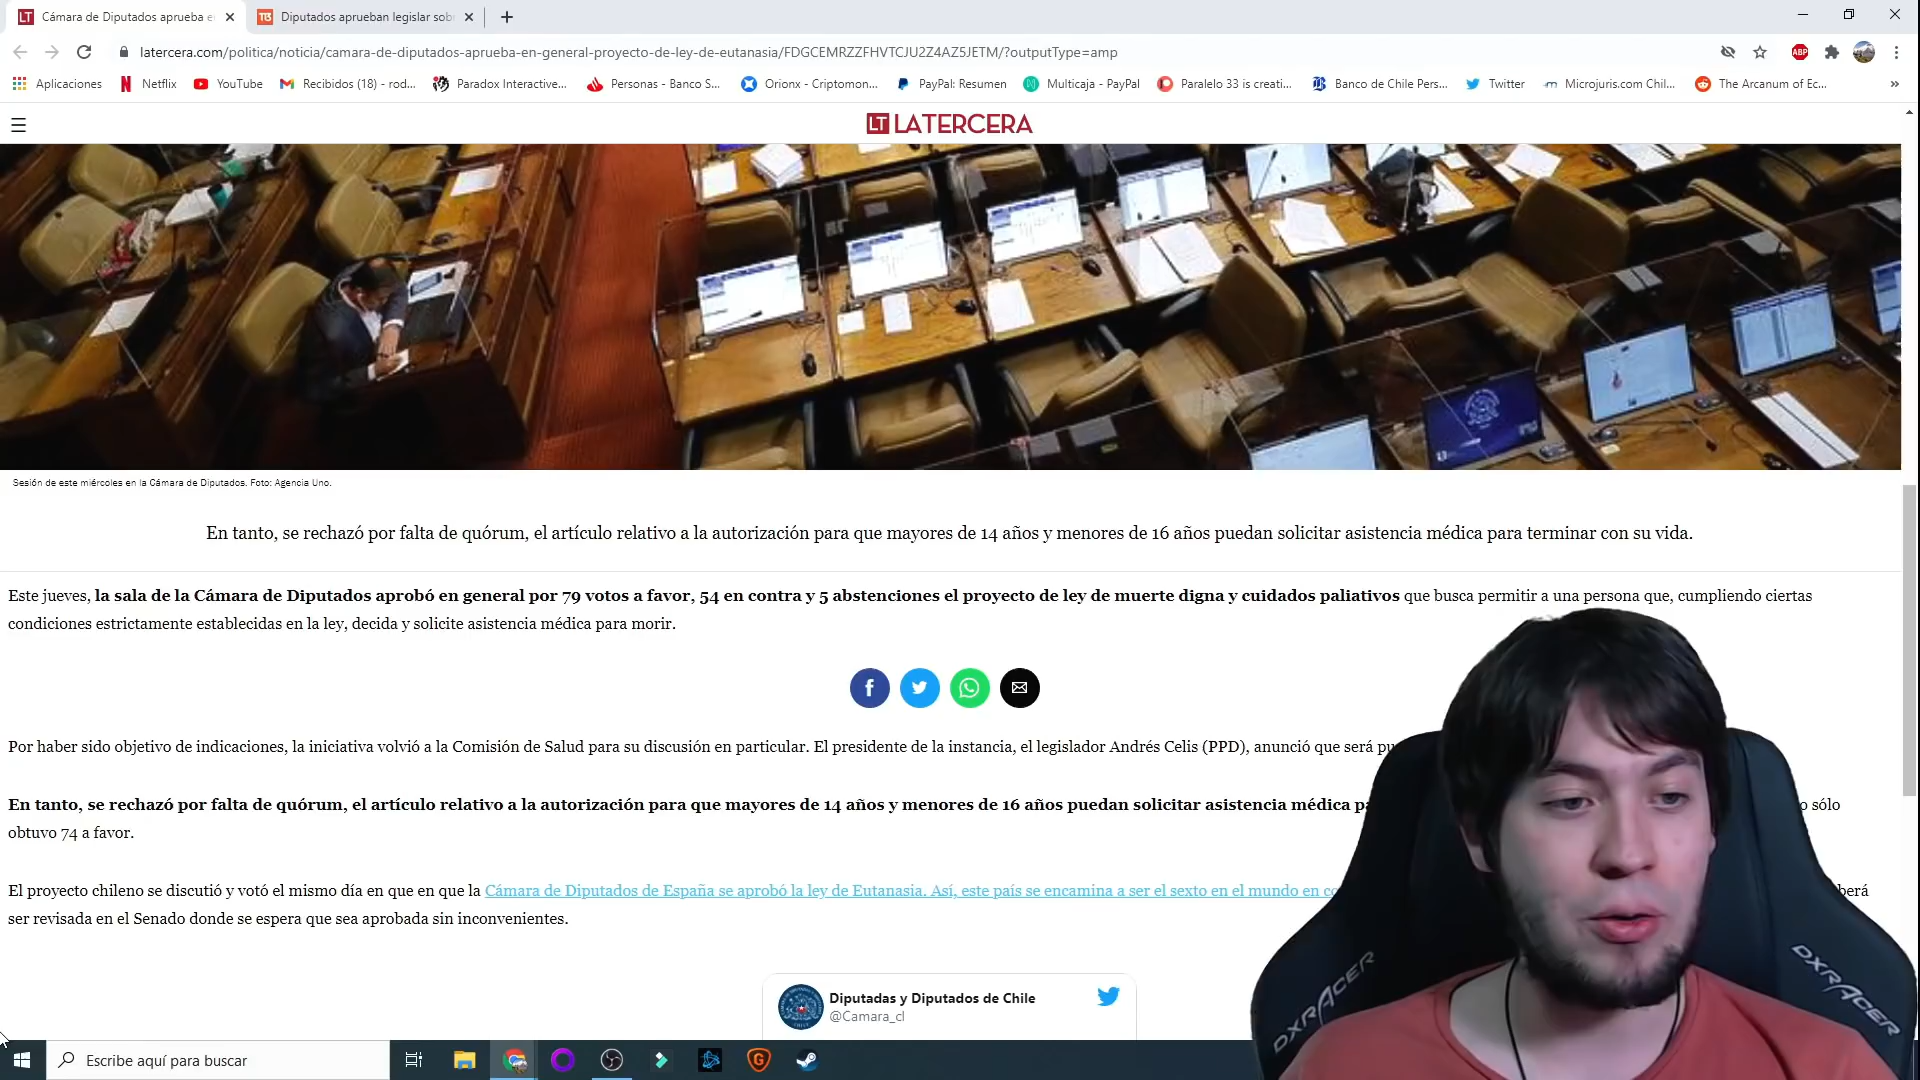 Cámara de Diputados aprueba e
Diputados aprueban legislar sob
latercera.com/politica/noticia/camara-de-diputados-aprueba-en-general-proyecto-de-ley-de-eutanasia/FDGCEMRZZFHVTCJU2Z4AZ5JETM/?outputType=amp
ABP
Aplicaciones Netflix YouTube Recibidos (18) - rod... Paradox Interactive... Personas - Banco S... Orionx - Criptomon... PayPal: Resumen Multicaja - PayPal Paralelo 33 is creati... Banco de Chile Pers... Twitter Microjuris.com Chil... The Arcanum of Ec... »
LT LATERCERA
Sesión de este miércoles en la Cámara de Diputados. Foto: Agencia Uno.
En tanto, se rechazó por falta de quórum, el artículo relativo a la autorización para que mayores de 14 años y menores de 16 años puedan solicitar asistencia médica para terminar con su vida.
Este jueves, la sala de la Cámara de Diputados aprobó en general por 79 votos a favor, 54 en contra y 5 abstenciones el proyecto de ley de muerte digna y cuidados paliativos que busca permitir a una persona que, cumpliendo ciertas
condiciones estrictamente establecidas en la ley, decida y solicite asistencia médica para morir.
Por haber sido objetivo de indicaciones, la iniciativa volvió a la Comisión de Salud para su discusión en particular. El presidente de la instancia, el legislador Andrés Celis (PPD), anunció que será pu
En tanto, se rechazó por falta de quórum, el artículo relativo a la autorización para que mayores de 14 años y menores de 16 años puedan solicitar asistencia médica pa o sólo
obtuvo 74 a favor.
El proyecto chileno se discutió y votó el mismo día en que en que la Cámara de Diputados de España se aprobó la ley de Eutanasia. Así, este país se encamina a ser el sexto en el mundo en co berá
ser revisada en el Senado donde se espera que sea aprobada sin inconvenientes.
Diputadas y Diputados de Chile
@Camara_cl
DXRACER
DXRACER
Escribe aquí para buscar